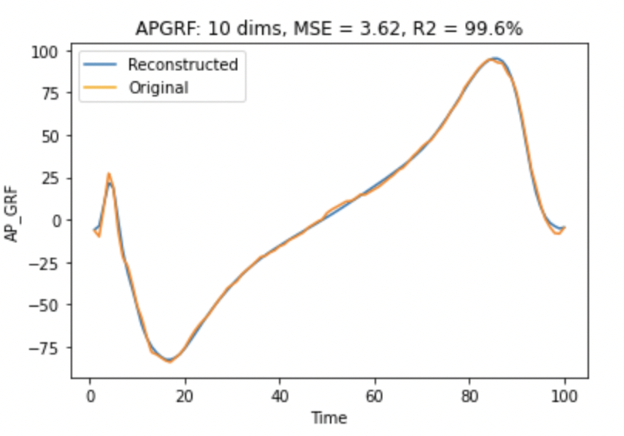 APGRF: 10 dims, MSE = 3.62, R2 = 99.6%
Reconstructed
Original
100
75
50
25
0
−25
−50
−75
AP_GRF
0 20 40 60 80 100
Time